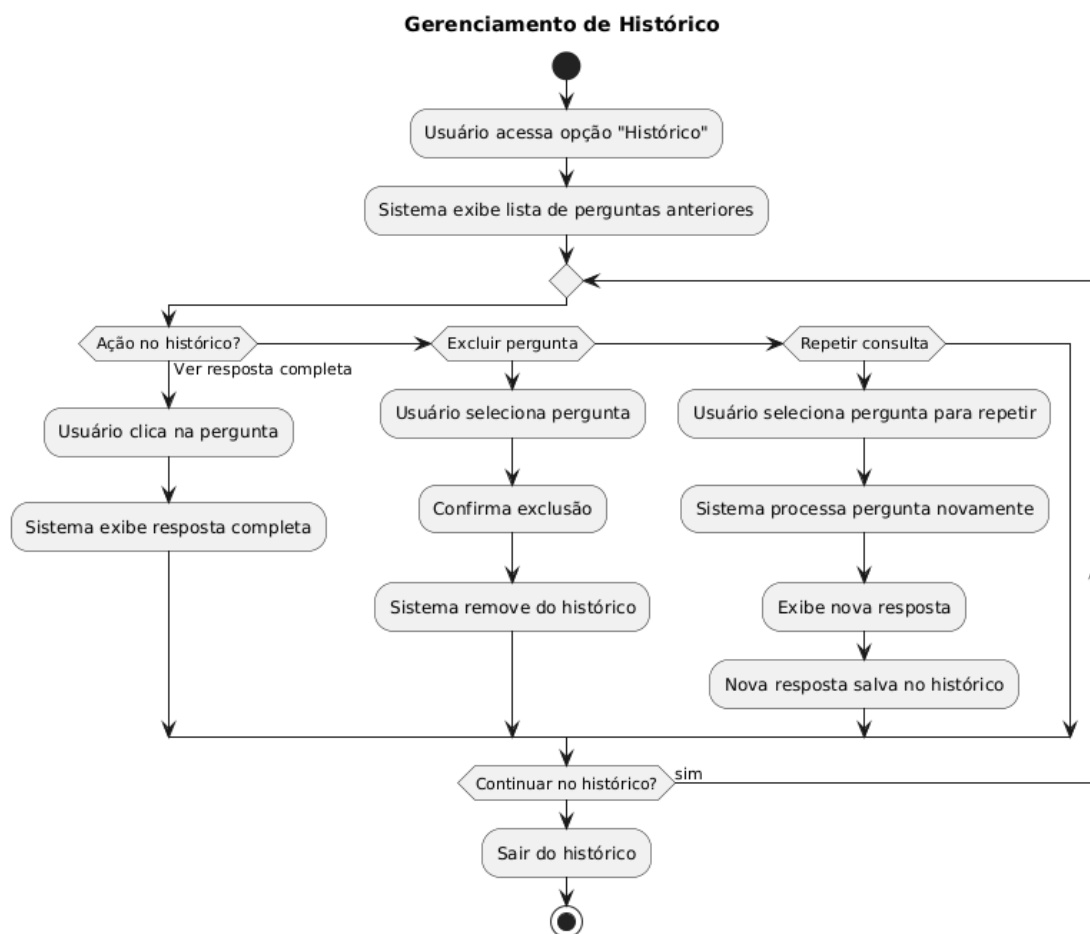 Gerenciamento de Histórico
Usuário acessa opção "Histórico"
Sistema exibe lista de perguntas anteriores
Ação no histórico?
Ver resposta completa
Usuário clica na pergunta
Sistema exibe resposta completa
Excluir pergunta
Usuário seleciona pergunta
Confirma exclusão
Sistema remove do histórico
Repetir consulta
Usuário seleciona pergunta para repetir
Sistema processa pergunta novamente
Exibe nova resposta
Nova resposta salva no histórico
Continuar no histórico?
sim
Sair do histórico